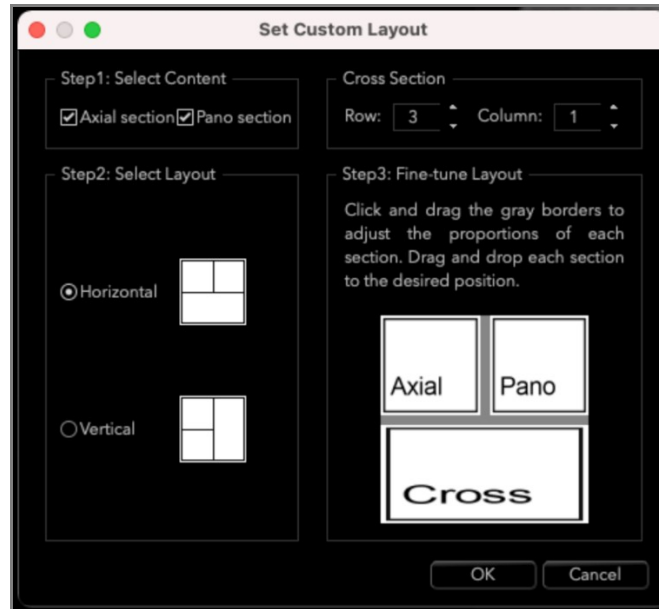 Set Custom Layout
Step1: Select Content
Axial section Pano section
Cross Section
Row: 3 Column: 1
Step2: Select Layout
Horizontal
Vertical
Step3: Fine-tune Layout
Click and drag the gray borders to
adjust the proportions of each
section. Drag and drop each section
to the desired position.
Axial Pano
Cross
OK Cancel